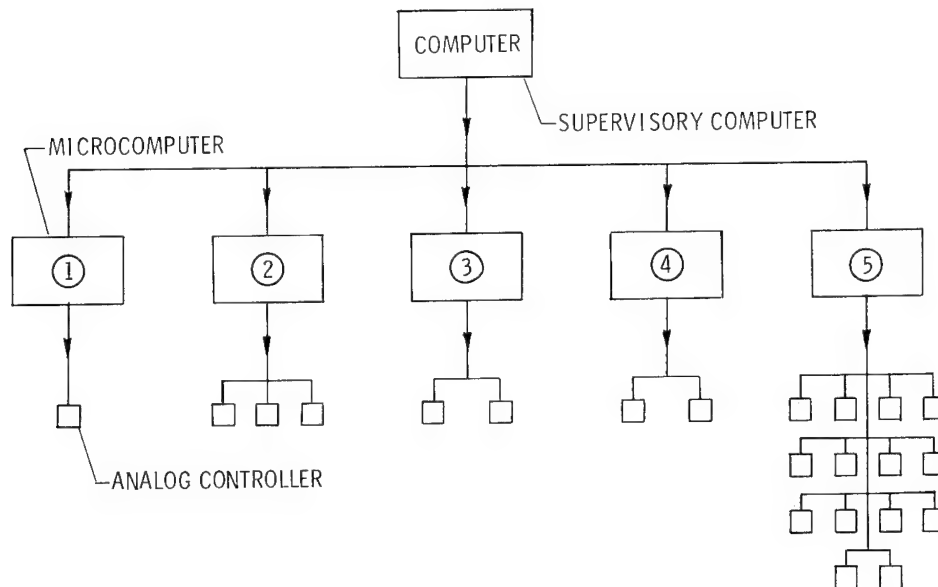 COMPUTER
SUPERVISORY COMPUTER
MICROCOMPUTER
1
2
3
4
5
ANALOG CONTROLLER